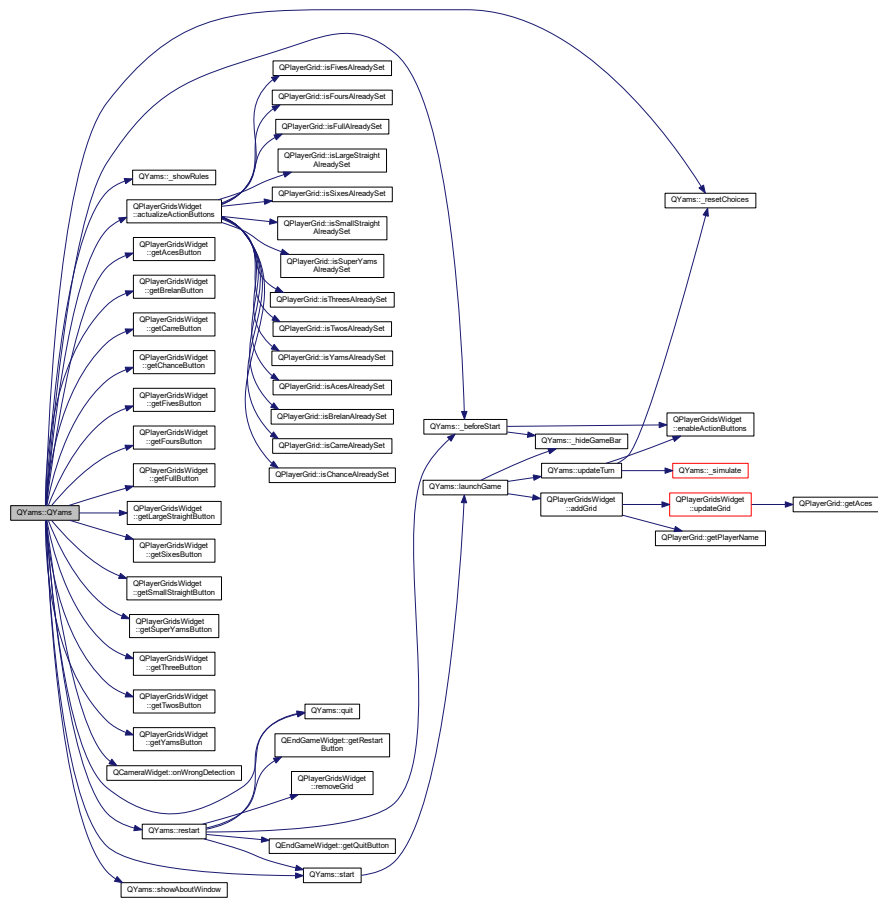 QYams::QYams
QYams::_showRules
QPlayerGridsWidget
::actualizeActionButtons
QPlayerGridsWidget
::getAcesButton
QPlayerGridsWidget
::getBrelanButton
QPlayerGridsWidget
::getCarreButton
QPlayerGridsWidget
::getChanceButton
QPlayerGridsWidget
::getFivesButton
QPlayerGridsWidget
::getFoursButton
QPlayerGridsWidget
::getFullButton
QPlayerGridsWidget
::getLargeStraightButton
QPlayerGridsWidget
::getSixesButton
QPlayerGridsWidget
::getSmallStraightButton
QPlayerGridsWidget
::getSuperYamsButton
QPlayerGridsWidget
::getThreeButton
QPlayerGridsWidget
::getTwosButton
QPlayerGridsWidget
::getYamsButton
QCameraWidget::onWrongDetection
QYams::restart
QYams::showAboutWindow
QPlayerGrid::isFivesAlreadySet
QPlayerGrid::isFoursAlreadySet
QPlayerGrid::isFullAlreadySet
QPlayerGrid::isLargeStraight
AlreadySet
QPlayerGrid::isSixesAlreadySet
QPlayerGrid::isSmallStraight
AlreadySet
QPlayerGrid::isSuperYams
AlreadySet
QPlayerGrid::isThreesAlreadySet
QPlayerGrid::isTwosAlreadySet
QPlayerGrid::isYamsAlreadySet
QPlayerGrid::isAcesAlreadySet
QPlayerGrid::isBrelanAlreadySet
QPlayerGrid::isCarreAlreadySet
QPlayerGrid::isChanceAlreadySet
QYams::quit
QEndGameWidget::getRestart
Button
QPlayerGridsWidget
::removeGrid
QEndGameWidget::getQuitButton
QYams::start
QYams::_beforeStart
QYams::launchGame
QYams::_hideGameBar
QYams::updateTurn
QPlayerGridsWidget
::addGrid
QYams::_resetChoices
QPlayerGridsWidget
::enableActionButtons
QYams::_simulate
QPlayerGridsWidget
::updateGrid
QPlayerGrid::getPlayerName
QPlayerGrid::getAces